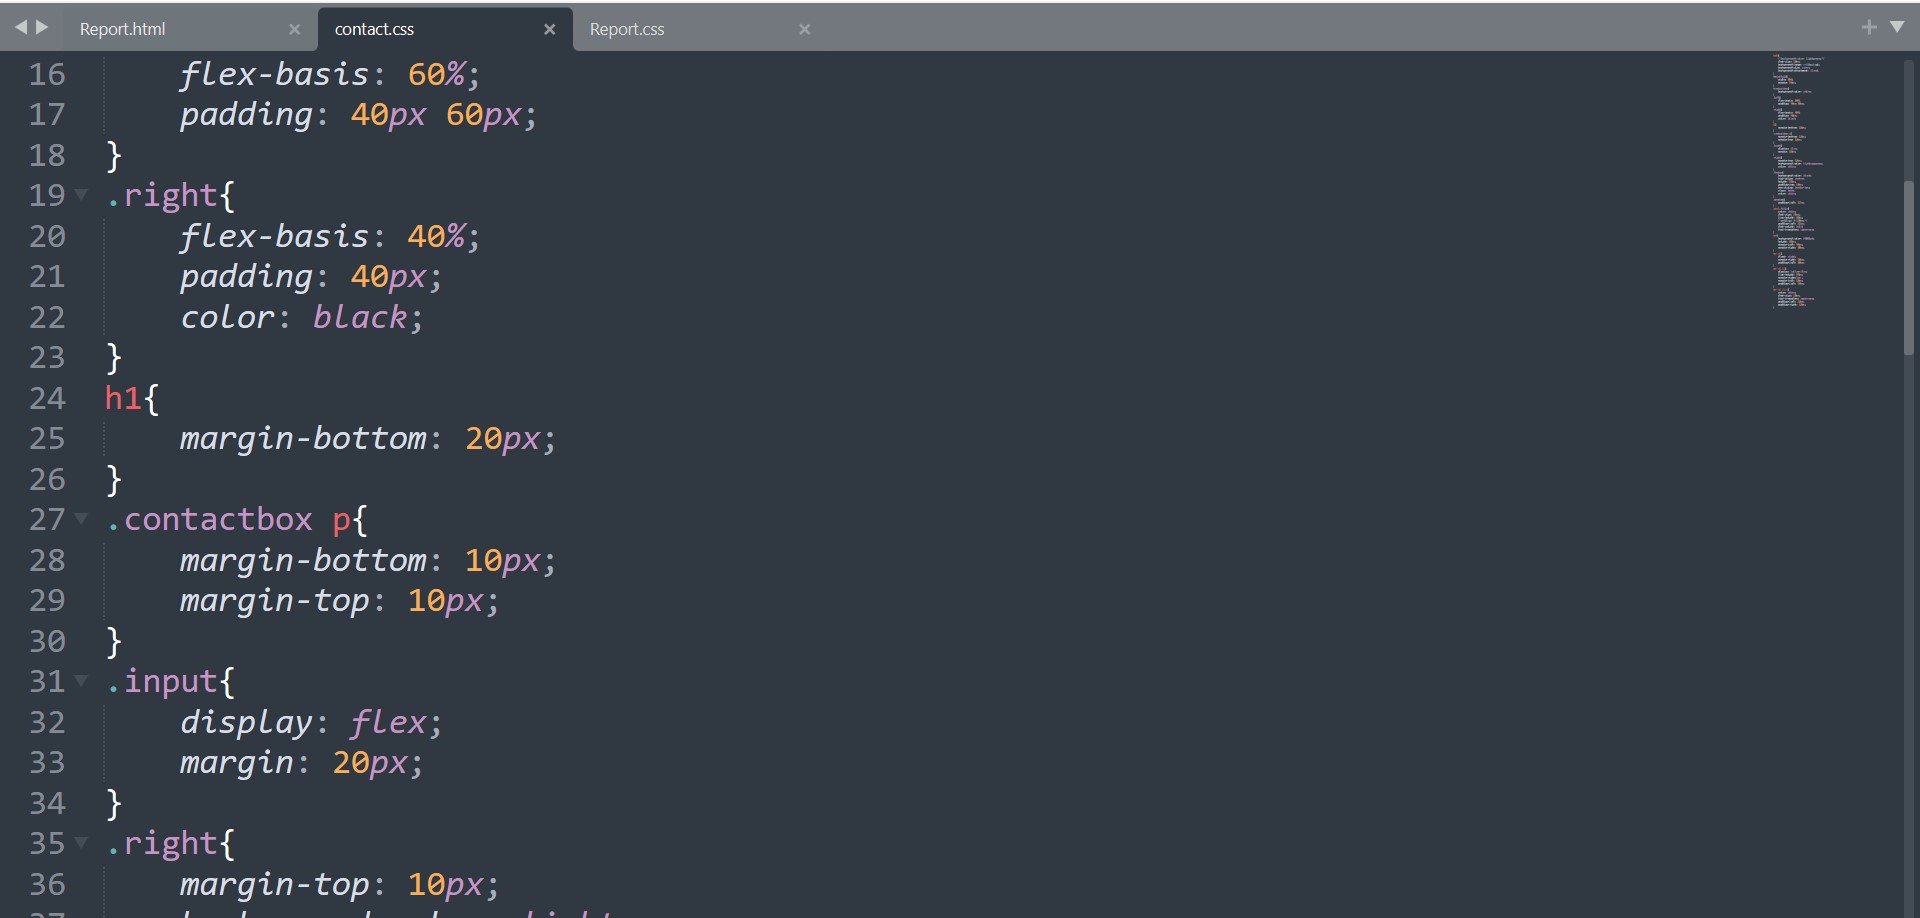 Report.html
contact.css
Report.css
16 flex-basis: 60%;
17 padding: 40px 60px;
18 }
19 .right{
20 flex-basis: 40%;
21 padding: 40px;
22 color: black;
23 }
24 h1{
25 margin-bottom: 20px;
26 }
27 .contactbox p{
28 margin-bottom: 10px;
29 margin-top: 10px;
30 }
31 .input{
32 display: flex;
33 margin: 20px;
34 }
35 .right{
36 margin-top: 10px;